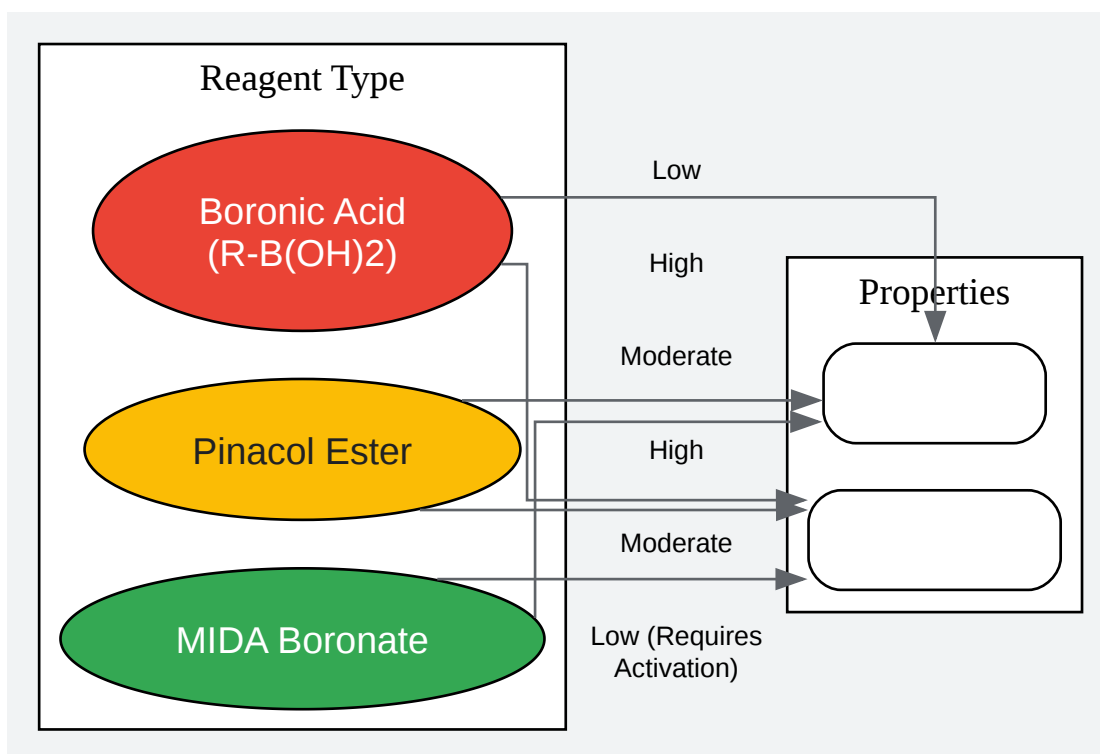 Reagent Type
Boronic Acid
(R-B(OH)2)
Pinacol Ester
MIDA Boronate
Low
High
Moderate
High
Moderate
Low (Requires
Activation)
Properties